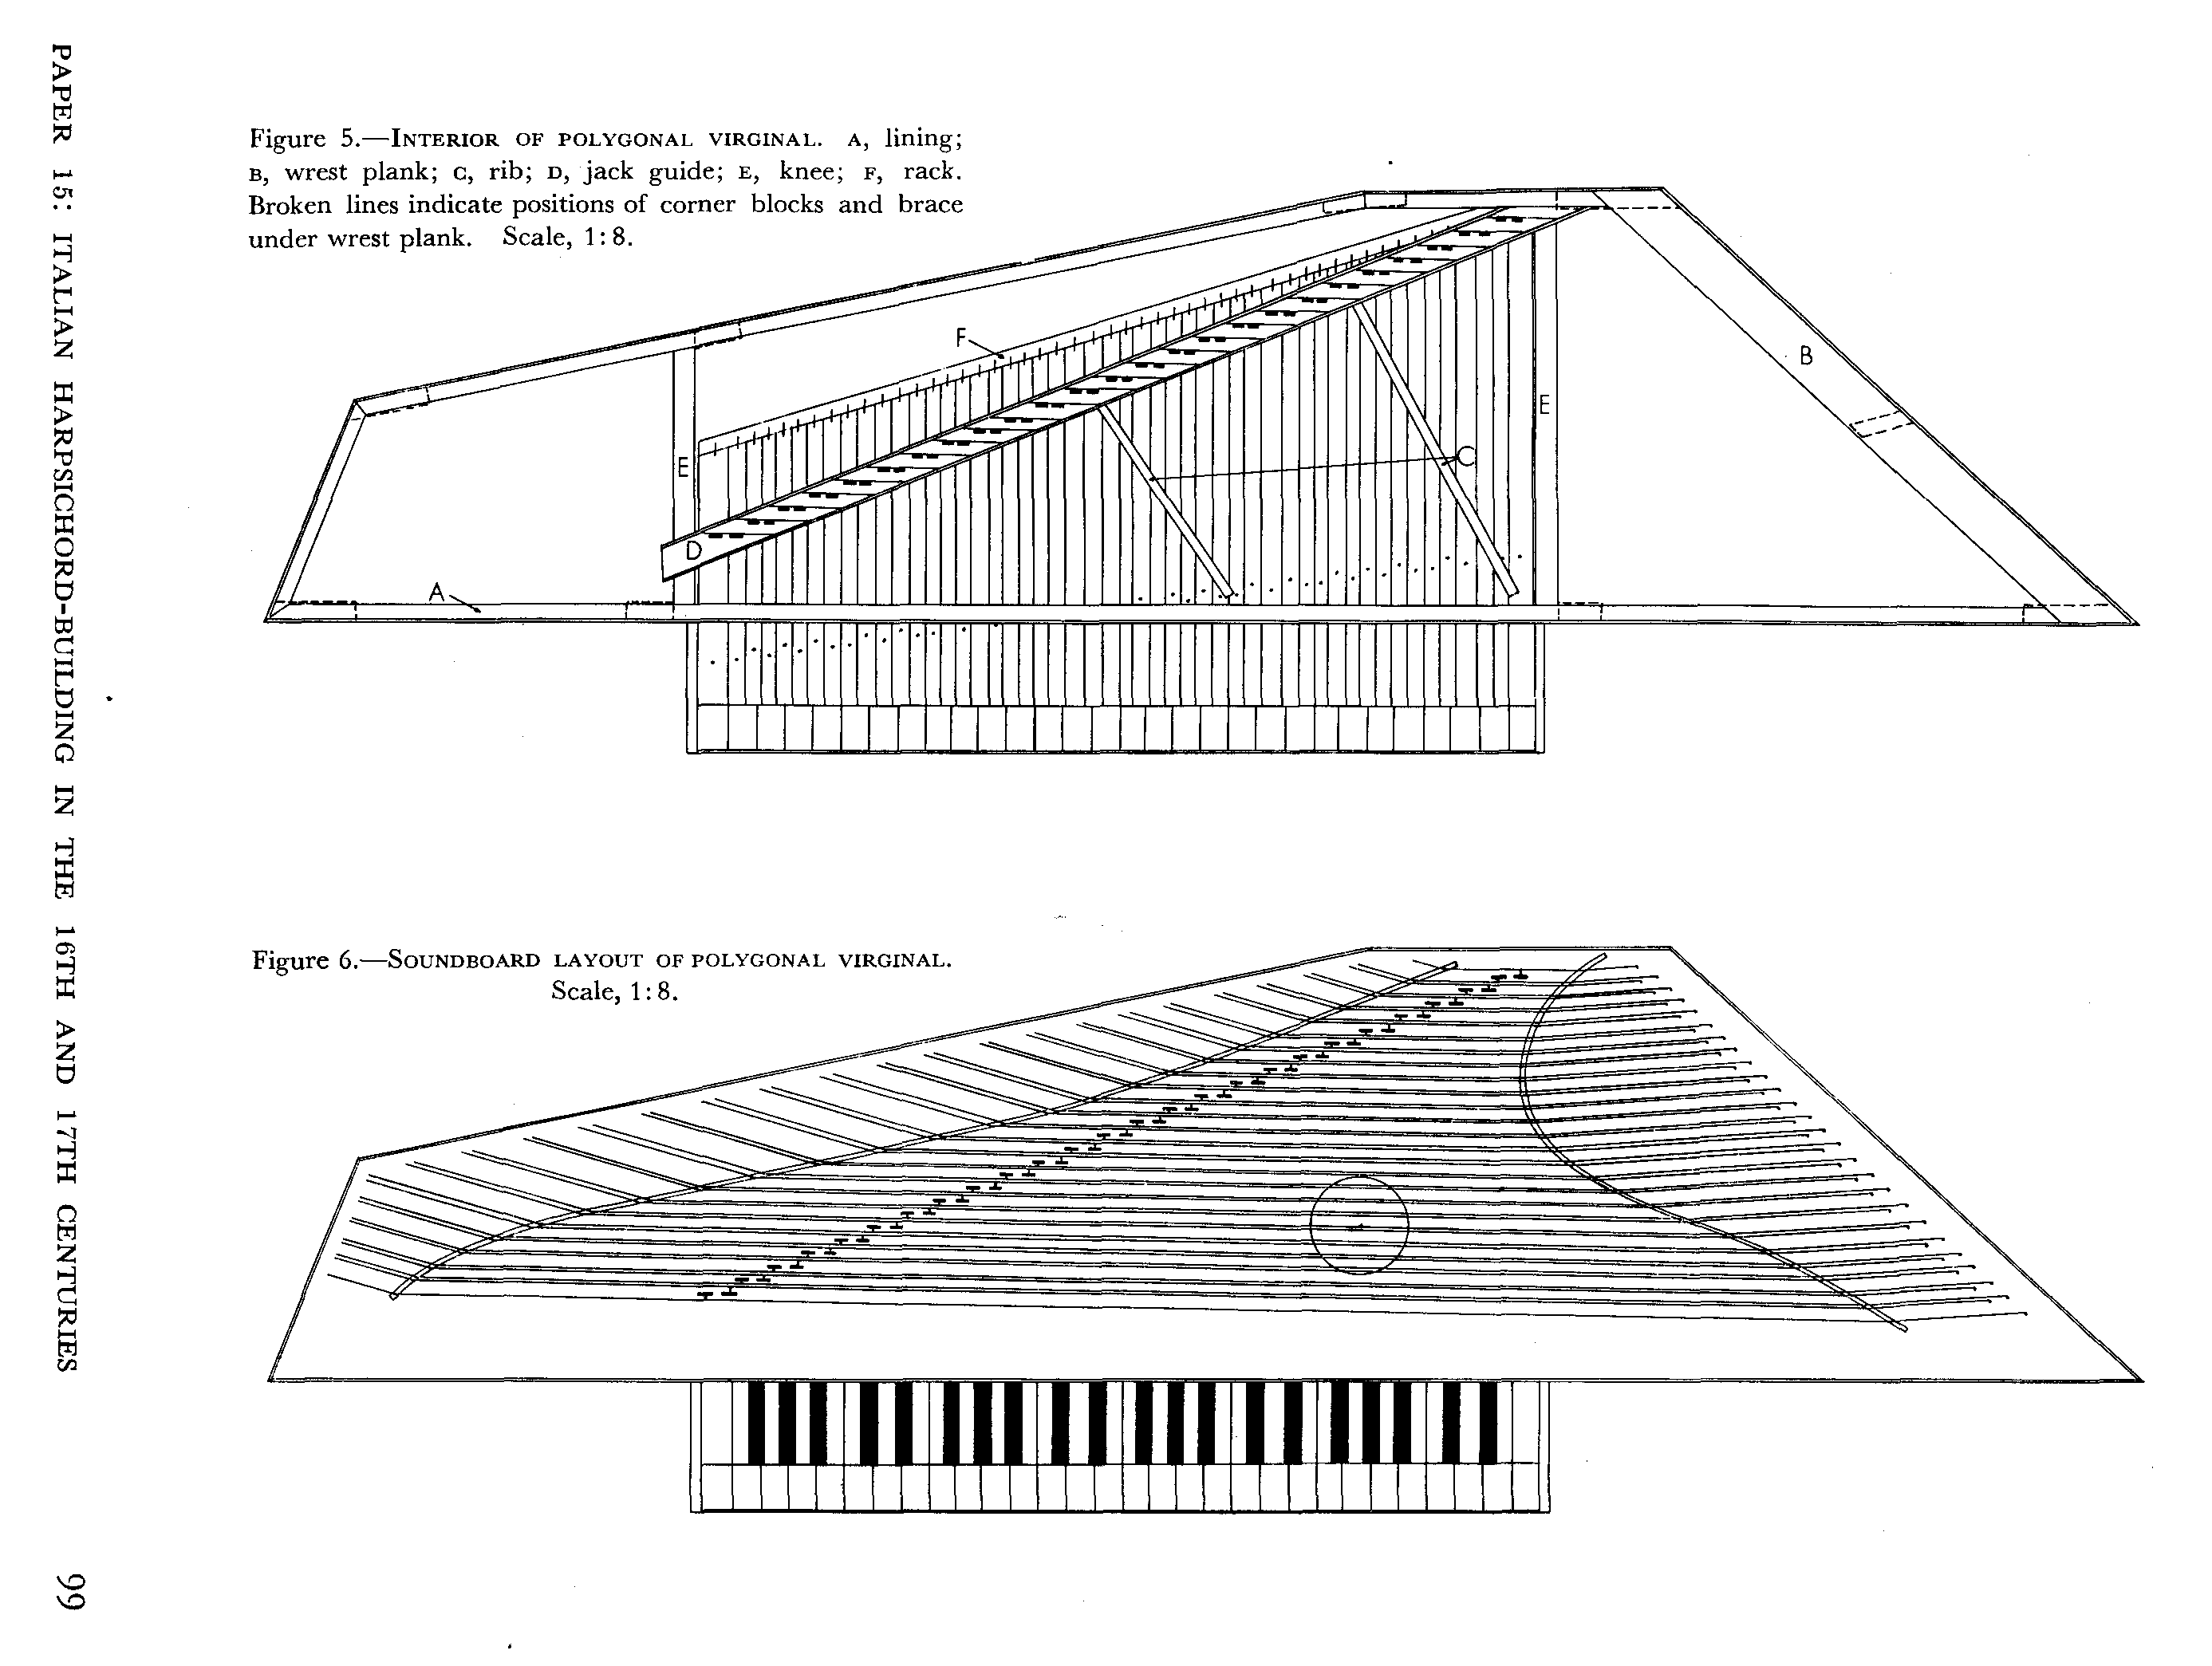 PAPER 15: ITALIAN HARPSICHORD-BUILDING IN THE 16TH AND 17TH CENTURIES
99
Figure 5.—INTERIOR OF POLYGONAL VIRGINAL. A, lining;
B, wrest plank; C, rib; D, jack guide; E, knee; F, rack.
Broken lines indicate positions of corner blocks and brace
under wrest plank. Scale, 1:8.
F
B
E
E
C
D
A
Figure 6.—SOUNDBOARD LAYOUT OF POLYGONAL VIRGINAL.
Scale, 1:8.